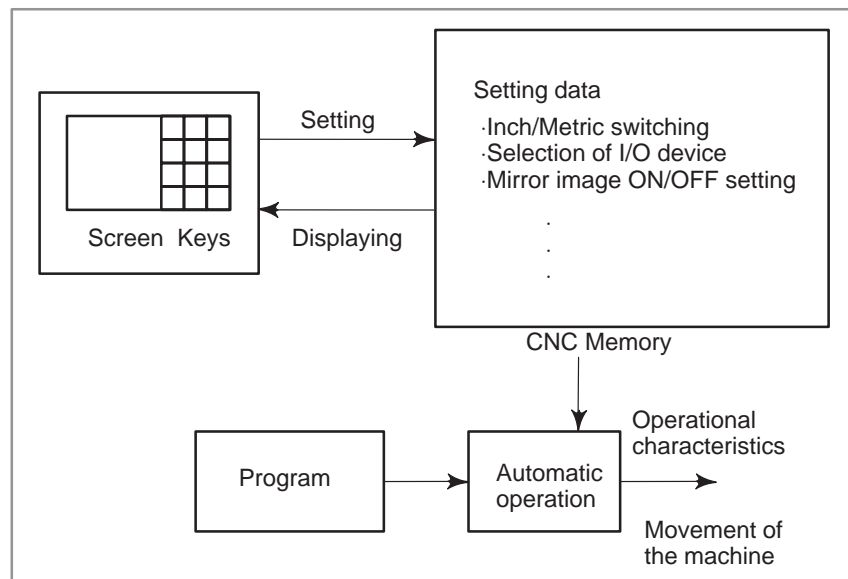 Setting data
·Inch/Metric switching
·Selection of I/O device
·Mirror image ON/OFF setting
.
.
.
Setting
Displaying
Screen Keys
CNC Memory
Program
Automatic
operation
Operational
characteristics
Movement of
the machine